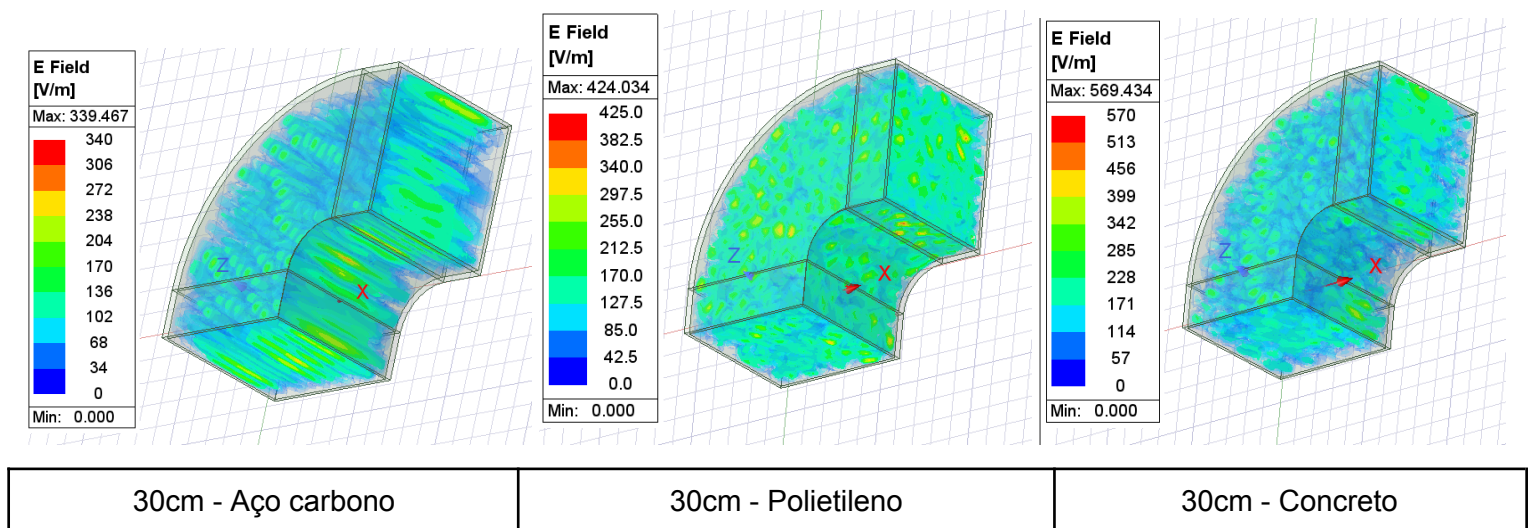 E Field
[V/m]
Max: 339.467
340
306
272
238
204
170
136
102
68
34
0
Min: 0.000
Z
X
E Field
[V/m]
Max: 424.034
425.0
382.5
340.0
297.5
255.0
212.5
170.0
127.5
85.0
42.5
0.0
Min: 0.000
Z
X
E Field
[V/m]
Max: 569.434
570
513
456
399
342
285
228
171
114
57
0
Min: 0.000
Z
X
30cm - Aço carbono
30cm - Polietileno
30cm - Concreto